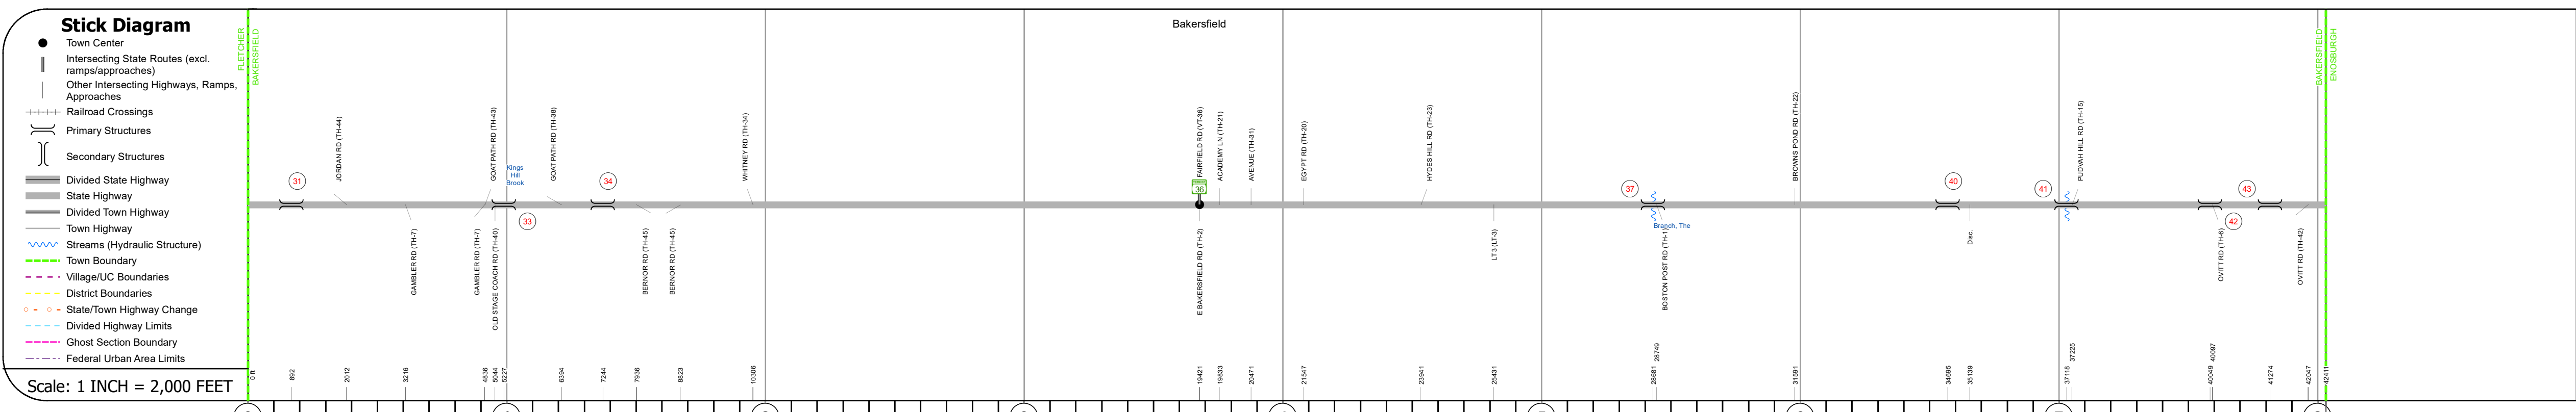 Stick Diagram
Town Center
Intersecting State Routes (excl.
ramps/approaches)
Other Intersecting Highways, Ramps,
Approaches
Railroad Crossings
Primary Structures
Secondary Structures
Divided State Highway
State Highway
Divided Town Highway
Town Highway
Streams (Hydraulic Structure)
Town Boundary
Village/UC Boundaries
District Boundaries
State/Town Highway Change
Divided Highway Limits
Ghost Section Boundary
Federal Urban Area Limits
Scale: 1 INCH = 2,000 FEET
FLETCHER
BAKERSFIELD
Bakersfield
BAKERSFIELD
ENOSBURGH
31
JORDAN RD (TH-44)
GAMBLER RD (TH-7)
GAMBLER RD (TH-7)
GOAT PATH RD (TH-43)
OLD STAGE COACH RD (TH-40)
Kings
Hill
Brook
33
GOAT PATH RD (TH-38)
34
BERNOR RD (TH-45)
BERNOR RD (TH-45)
WHITNEY RD (TH-34)
FAIRFIELD RD (VT-36)
36
E BAKERSFIELD RD (TH-2)
ACADEMY LN (TH-21)
AVENUE (TH-31)
EGYPT RD (TH-20)
HYDES HILL RD (TH-23)
LT3 (LT-3)
37
Branch, The
BOSTON POST RD (TH-1)
BROWNS POND RD (TH-22)
40
Disc.
41
PUDVAH HILL RD (TH-15)
42
OVITT RD (TH-6)
43
OVITT RD (TH-42)
0 ft
892
2012
3216
4836
5044
5227
6394
7244
7936
8823
10306
19421
19833
20471
21547
23941
25431
28681
28749
31591
34695
35139
37118
37225
40049
40097
41274
42047
42411